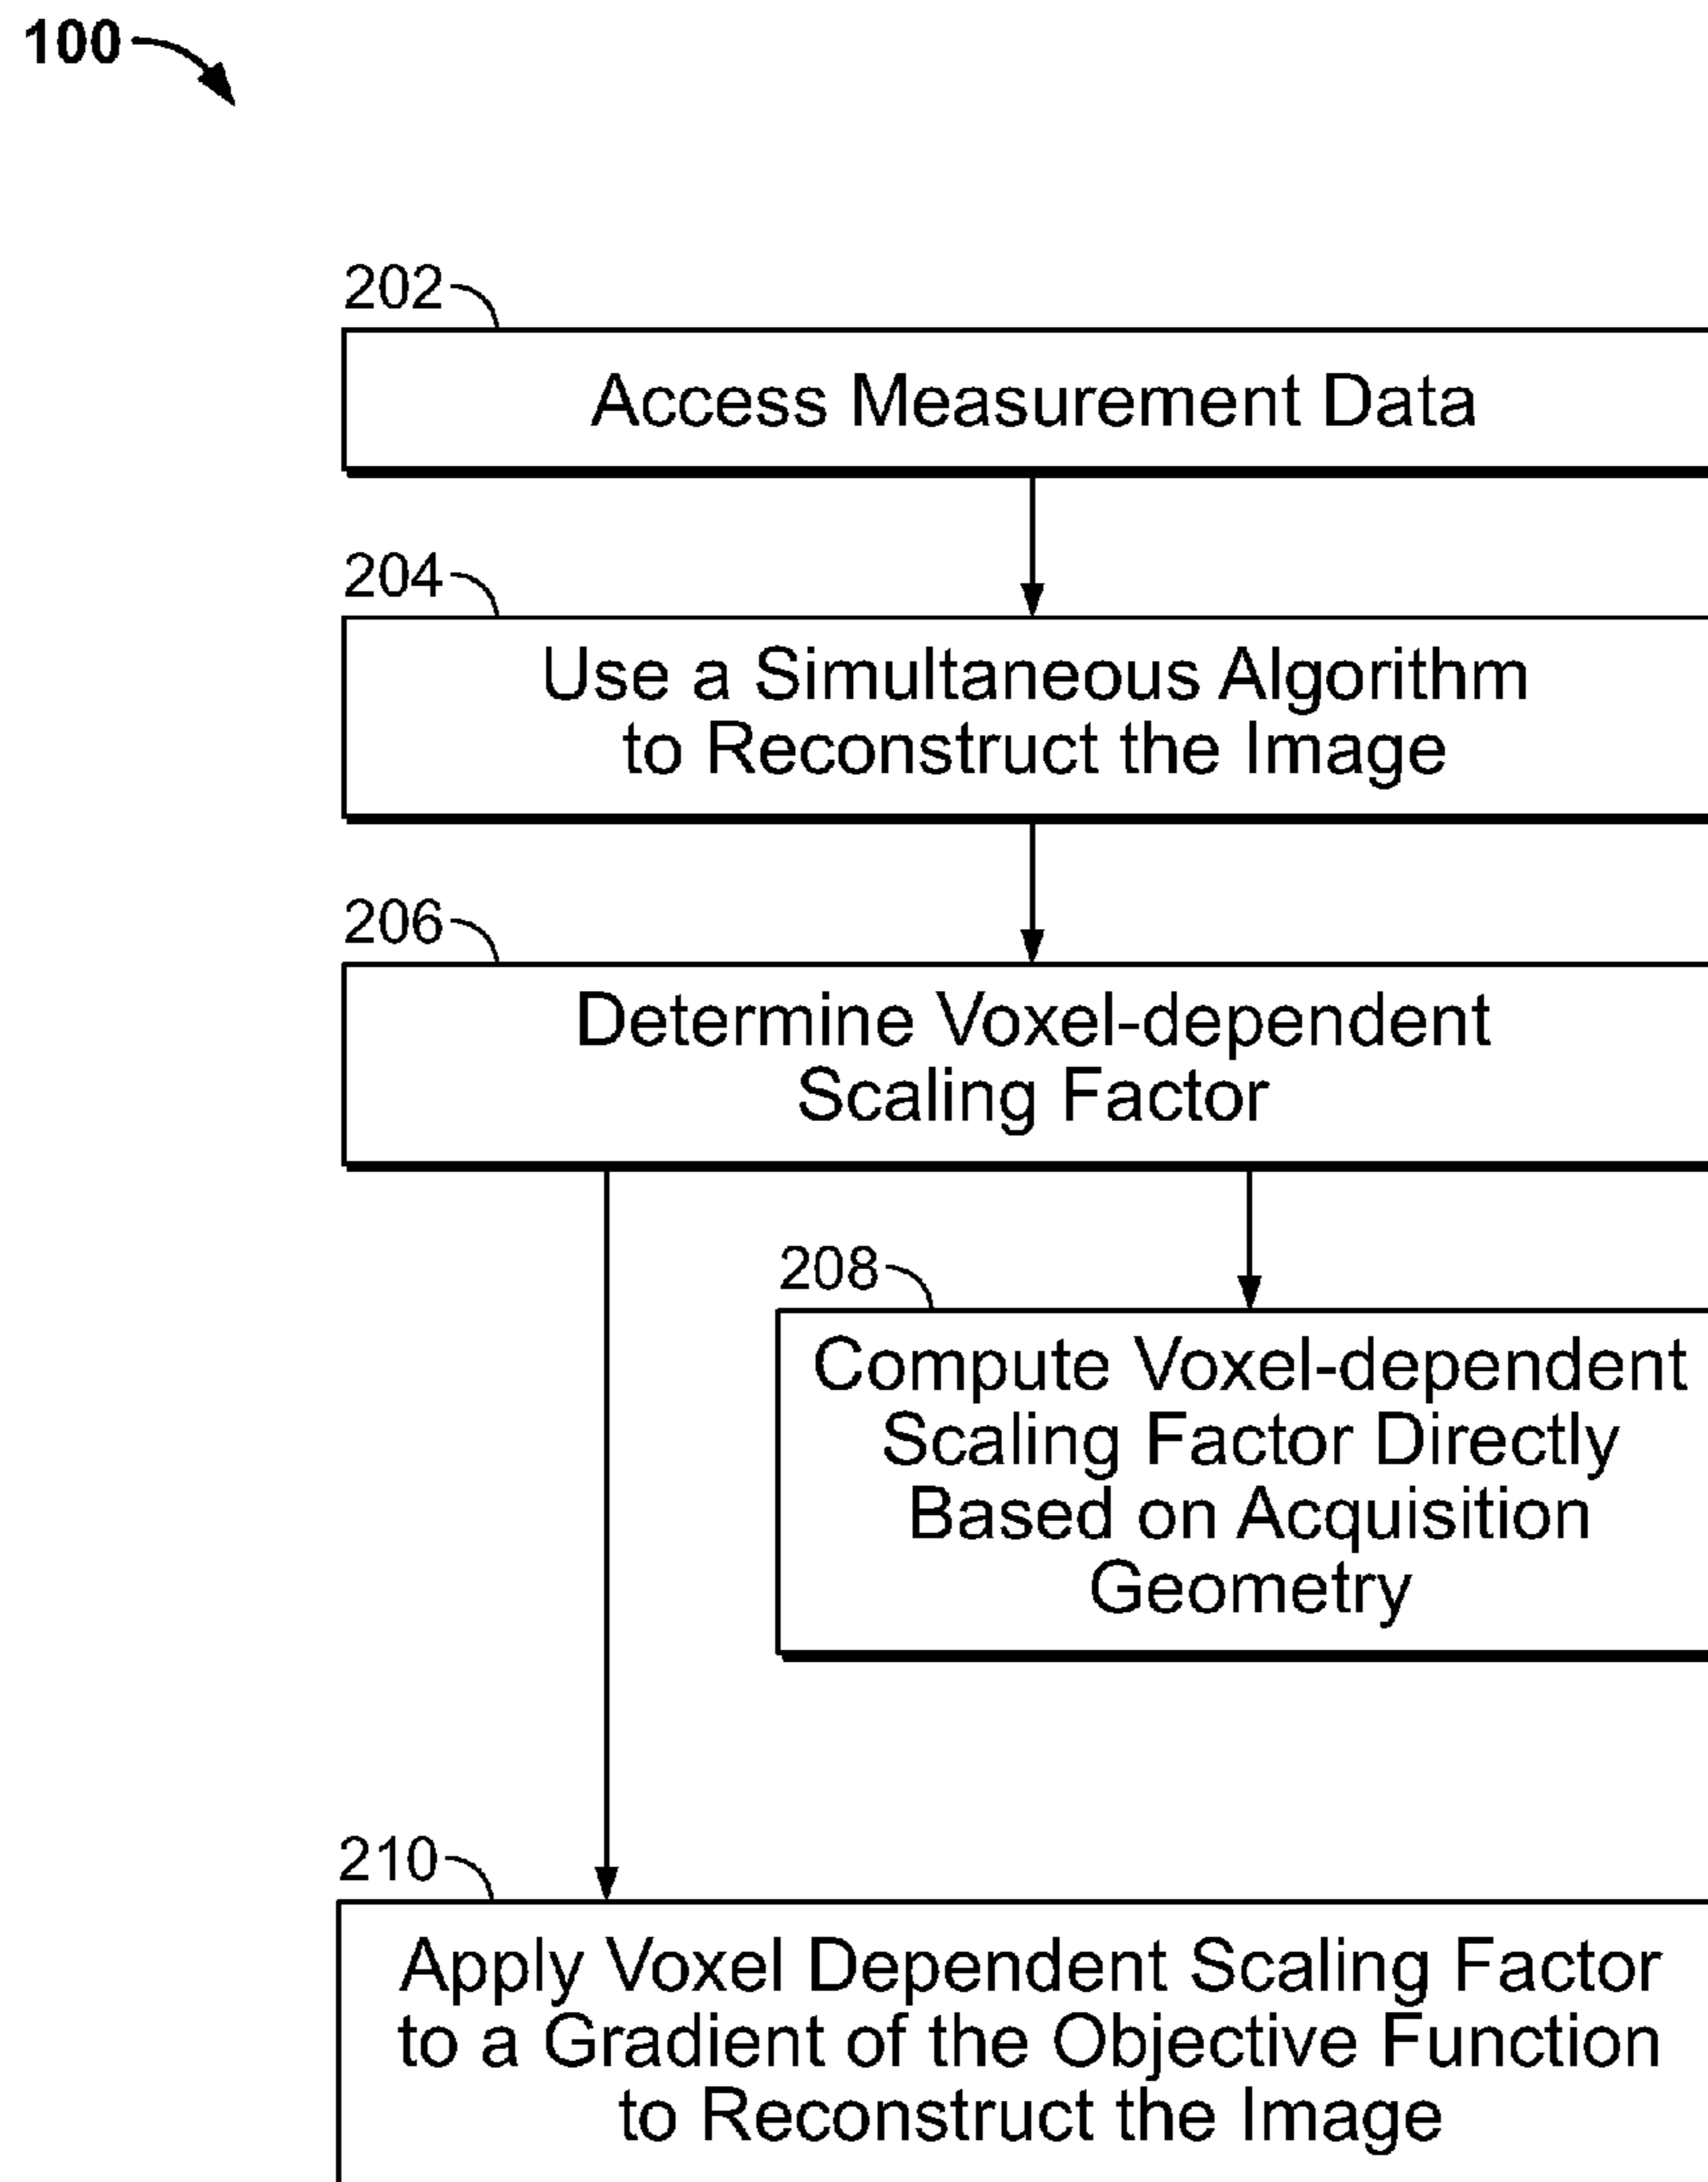 100
202
Access Measurement Data
204
Use a Simultaneous Algorithm
to Reconstruct the Image
206
Determine Voxel-dependent
Scaling Factor
208
Compute Voxel-dependent
Scaling Factor Directly
Based on Acquisition
Geometry
210
Apply Voxel Dependent Scaling Factor
to a Gradient of the Objective Function
to Reconstruct the Image